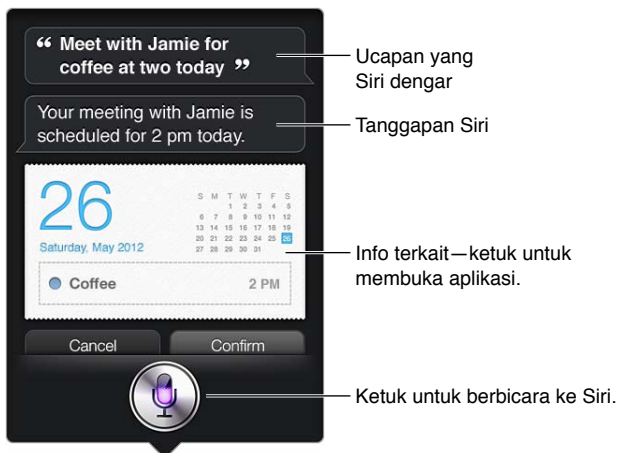 “ Meet with Jamie for
coffee at two today ”
Ucapan yang
Siri dengar
Your meeting with Jamie is
scheduled for 2 pm today.
Tanggapan Siri
26
Saturday, May 2012
S M T W T F S
1 2 3 4 5
6 7 8 9 10 11 12
13 14 15 16 17 18 19
20 21 22 23 24 25 26
27 28 29 30 31
Info terkait—ketuk untuk
membuka aplikasi.
Coffee 2 PM
Cancel Confirm
Ketuk untuk berbicara ke Siri.